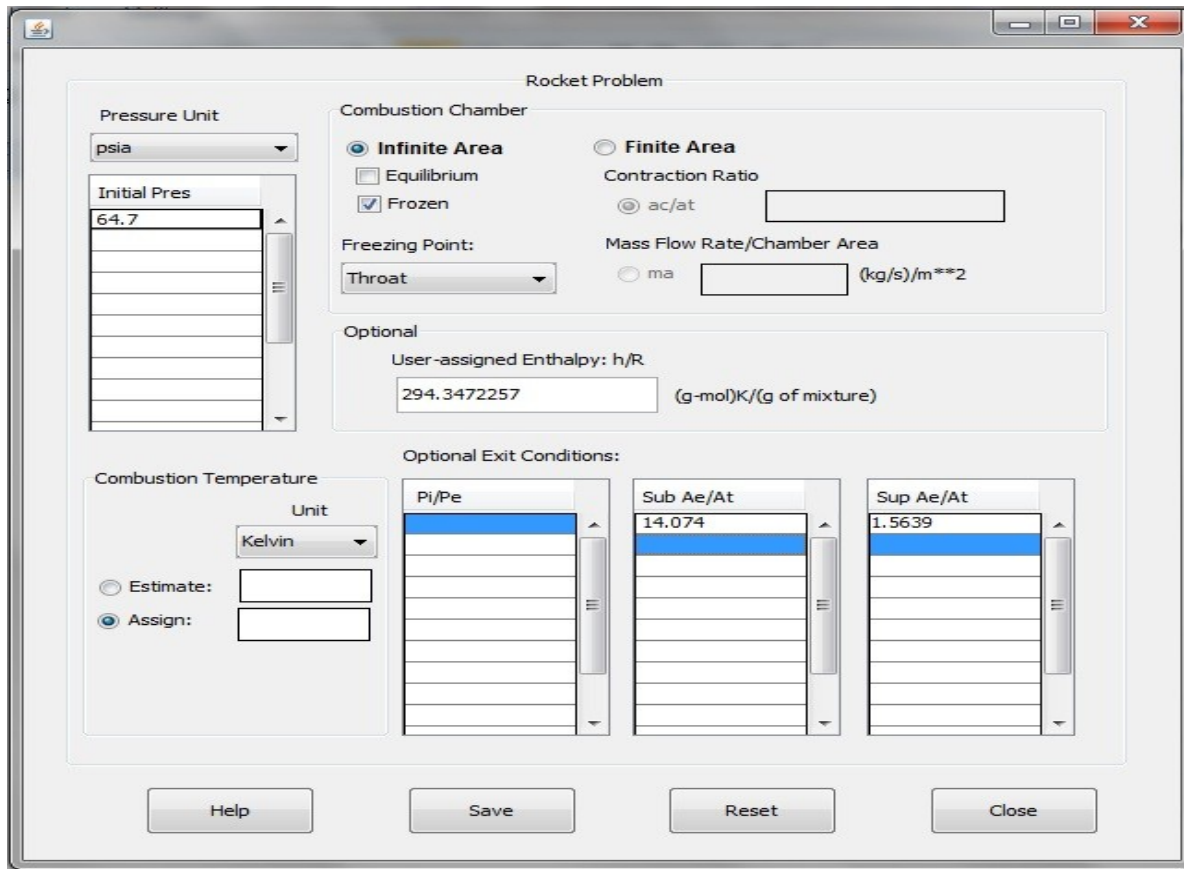 Rocket Problem
Pressure Unit
psia
Initial Pres
64.7
Combustion Chamber
Infinite Area
Equilibrium
Frozen
Freezing Point:
Throat
Finite Area
Contraction Ratio
ac/at
Mass Flow Rate/Chamber Area
ma (kg/s)/m**2
Optional
User-assigned Enthalpy: h/R
294.3472257 (g-mol)K/(g of mixture)
Combustion Temperature
Unit
Kelvin
Estimate:
Assign:
Optional Exit Conditions:
Pi/Pe
Sub Ae/At
14.074
Sup Ae/At
1.5639
Help Save Reset Close